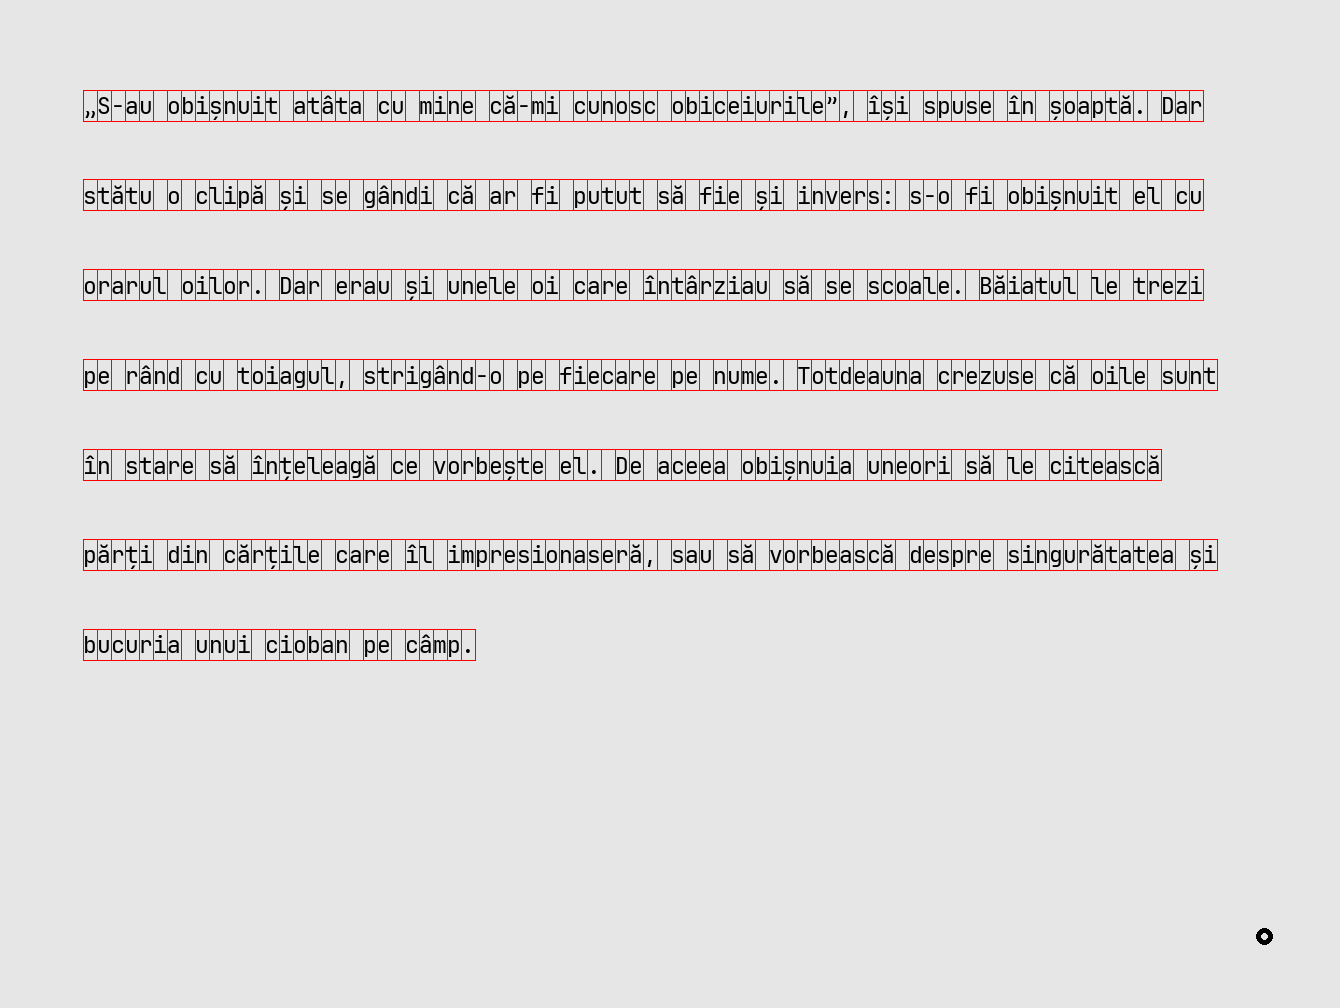 „S-au obișnuit atâta cu mine că-mi cunosc obiceiurile”, își spuse în șoaptă. Dar
stătu o clipă și se gândi că ar fi putut să fie și invers: s-o fi obișnuit el cu
orarul oilor. Dar erau și unele oi care întârziau să se scoale. Băiatul le trezi
pe rând cu toiagul, strigând-o pe fiecare pe nume. Totdeauna crezuse că oile sunt
în stare să înțeleagă ce vorbește el. De aceea obișnuia uneori să le citească
părți din cărțile care îl impresionaseră, sau să vorbească despre singurătatea și
bucuria unui cioban pe câmp.